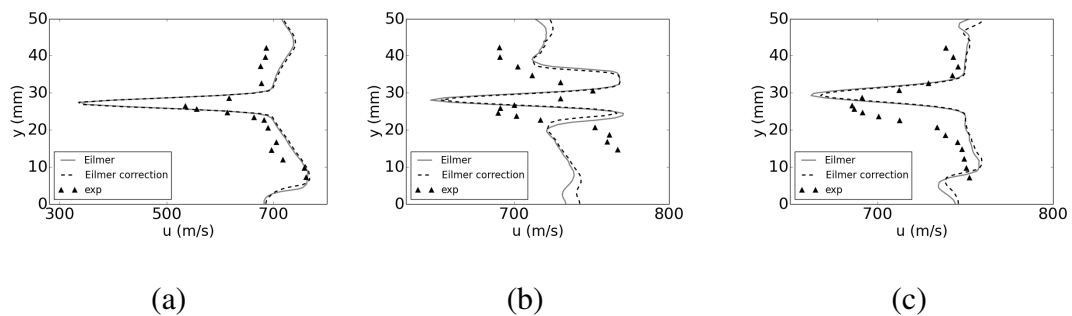 50
40
30
20
10
0
y (mm)
Eilmer
Eilmer correction
exp
300
500
700
u (m/s)
(a)
50
40
30
20
10
0
y (mm)
Eilmer
Eilmer correction
exp
700
800
u (m/s)
(b)
50
40
30
20
10
0
y (mm)
Eilmer
Eilmer correction
exp
700
800
u (m/s)
(c)